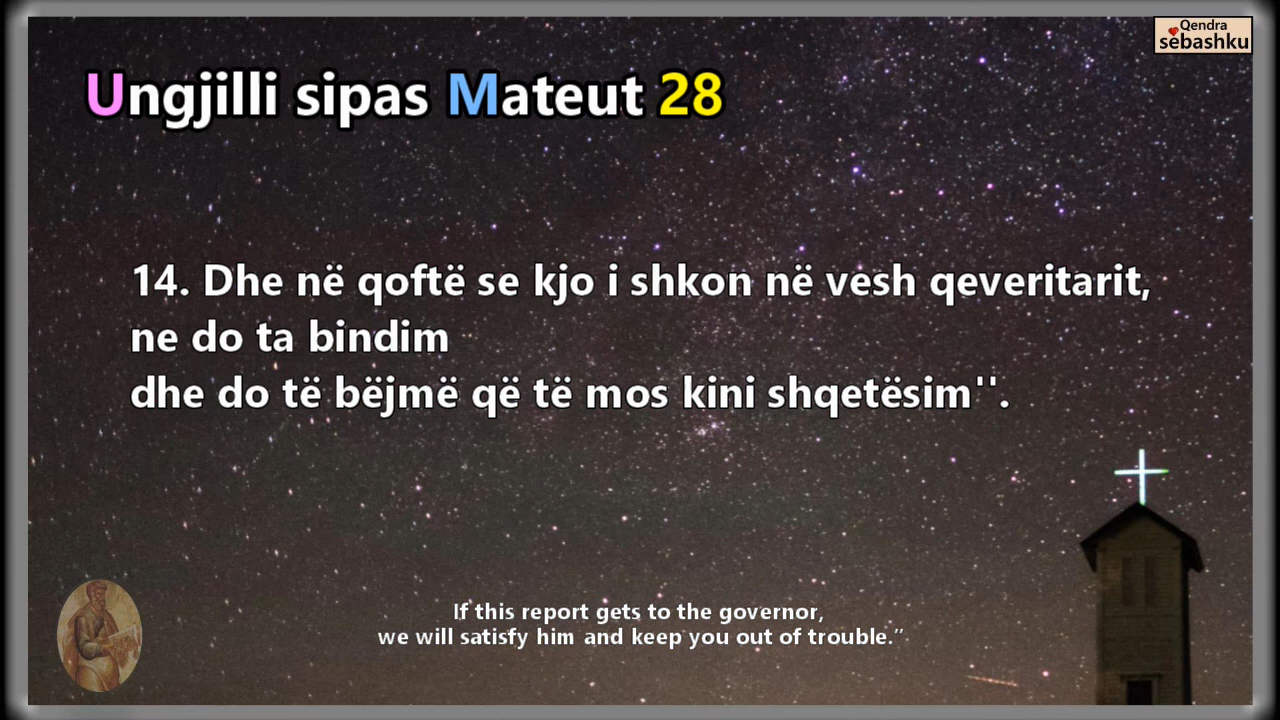 Qendra
sëbashku
Ungjilli sipas Mateut 28
14. Dhe në qoftë se kjo i shkon në vesh qeveritarit,
ne do ta bindim
dhe do të bëjmë që të mos kini shqetësim''.
If this report gets to the governor,
we will satisfy him and keep you out of trouble.”